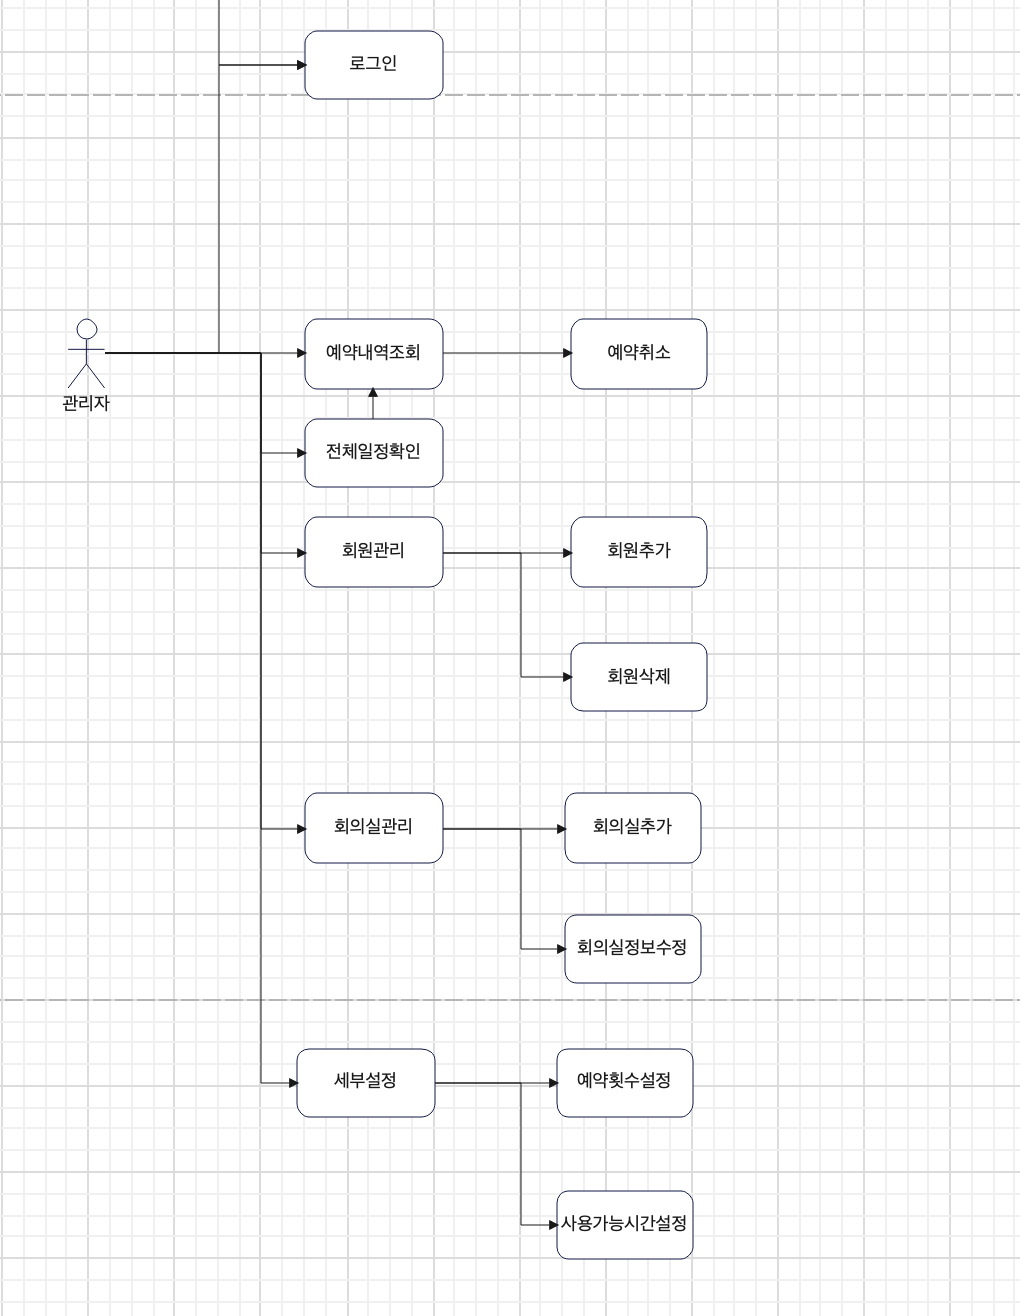 로그인
관리자
예약내역조회
예약취소
전체일정확인
회원관리
회원추가
회원삭제
회의실관리
회의실추가
회의실정보수정
세부설정
예약횟수설정
사용가능시간설정